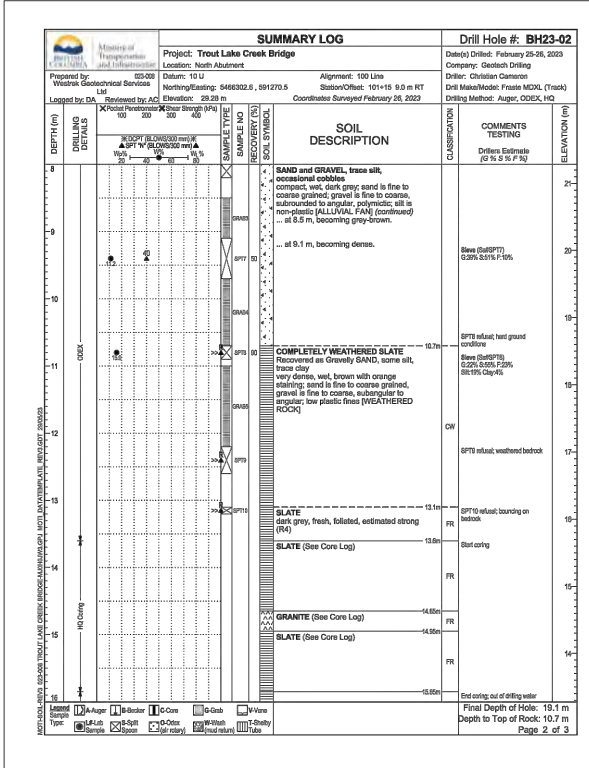 SUMMARY LOG
Drill Hole #: BH23-02
BRITISH COLUMBIA
Ministry of Transportation and Infrastructure
Project: Trout Lake Creek Bridge
Location: North Abutment
Date(s) Drilled: February 25-26, 2023
Company: Geotech Drilling
Prepared by: 023-008
Westrek Geotechnical Services Ltd
Logged by: DA Reviewed by: AC
Datum: 10 U
Alignment: 100 Line
Northing/Easting: 5466302.6 , 591270.5
Station/Offset: 101+15 9.0 m RT
Elevation: 29.28 m
Coordinates Surveyed February 26, 2023
Driller: Christian Cameron
Drill Make/Model: Fraste MDXL (Track)
Drilling Method: Auger, ODEX, HQ
DEPTH (m)
DRILLING DETAILS
Pocket Penetrometer Shear Strength (kPa)
100 200 300 400
DCPT (BLOWS/300 mm)
SPT "N" (BLOWS/300 mm)
Wp% W% WL%
20 40 60 80
SAMPLE TYPE
SAMPLE NO
RECOVERY (%)
SOIL SYMBOL
SOIL DESCRIPTION
CLASSIFICATION
COMMENTS
TESTING
Drillers Estimate
(G % S % F %)
ELEVATION (m)
8
SAND and GRAVEL, trace silt,
occasional cobbles
compact, wet, dark grey; sand is fine to
coarse grained; gravel is fine to coarse,
subrounded to angular, polymictic; silt is
non-plastic [ALLUVIAL FAN] (continued)
... at 8.5 m, becoming grey-brown.
21
... at 9.1 m, becoming dense.
9
40
11.2
SPT7
50
Sieve (Sa#SPT7)
G:39% S:51% F:10%
20
10
19
ODEX
10.7m
SPT8 refusal; hard ground
conditions
11
>>
SPT8
COMPLETELY WEATHERED SLATE
Recovered as Gravelly SAND, some silt,
trace clay
very dense, wet, brown with orange
staining; sand is fine to coarse grained,
gravel is fine to coarse, subangular to
angular; low plastic fines [WEATHERED
ROCK]
G:22% S:55% F:23%
Silt:19% Clay:4%
18
CW
12
>>
SPT9
17
13
13.1m
>>
SPT10
SLATE
dark grey, fresh, foliated, estimated strong
(R4)
FR
SPT10 refusal; bouncing on
bedrock
16
13.6m
SLATE (See Core Log)
Start coring
14
FR
HQ Coring
15
14.65m
GRANITE (See Core Log)
FR
14.95m
15
SLATE (See Core Log)
FR
14
16
End coring; out of drilling water
Legend
Sample
Type:
A-Auger
B-Becker
C-Core
G-Grab
V-Vane
L#-Lab Sample
S-Split Spoon
O-Odex (air rotary)
W-Wash (mud return)
T-Shelby Tube
Final Depth of Hole: 19.1 m
Depth to Top of Rock: 10.7 m
Page 2 of 3